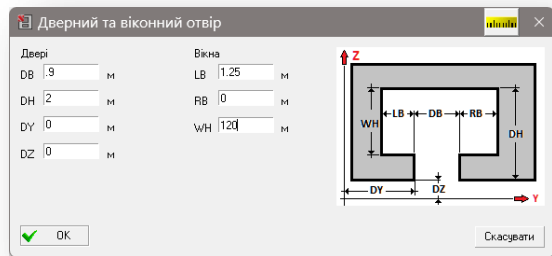 Дверний та віконний отвір
Двері
DB .9 м
DH 2 м
DY 0 м
DZ 0 м
Вікна
LB 1.25 м
RB 0 м
WH 120 м
Z
LB DB RB
WH
DH
DY
DZ
Y
OK
Скасувати